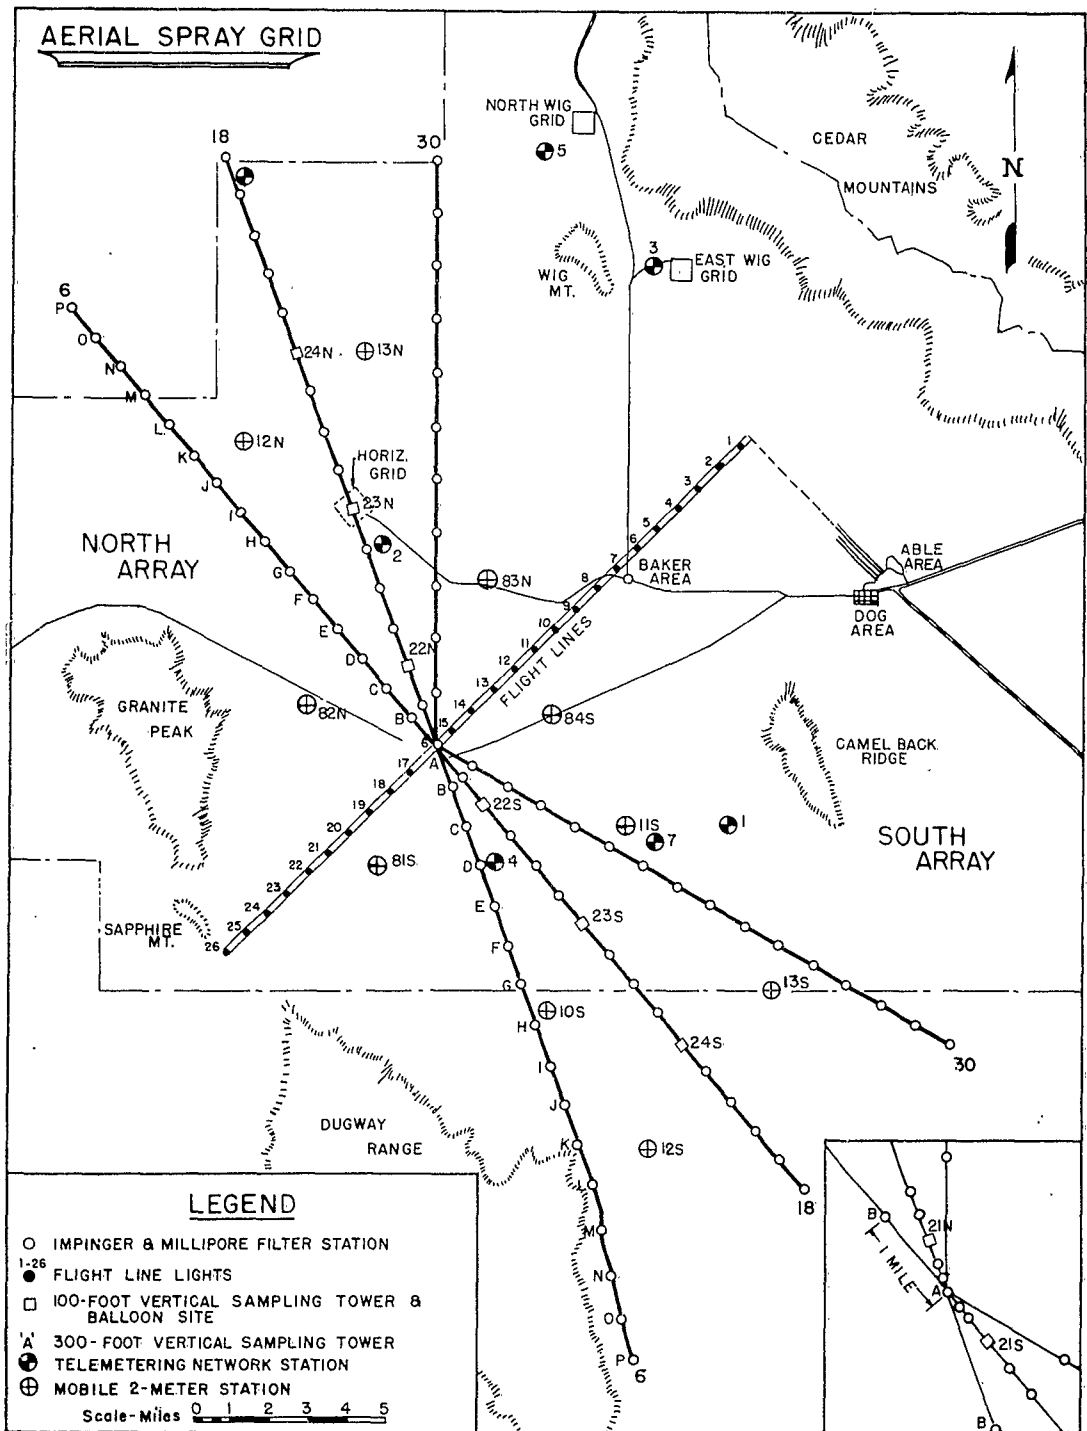 AERIAL SPRAY GRID
NORTH WIG
GRID
5
CEDAR
MOUNTAINS
N
18
30
3
EAST WIG
GRID
WIG
MT.
6
P
O
N
M
L
K
J
I
H
G
F
E
D
C
B
24N
13N
12N
HORIZ.
GRID
23N
2
NORTH
ARRAY
83N
22N
1
2
3
4
5
6
7
8
9
10
11
12
13
14
15
FLIGHT LINES
BAKER
AREA
ABLE
AREA
DOG
AREA
GRANITE
PEAK
82N
84S
6
A
17
18
19
20
21
22
23
24
25
26
CAMEL BACK
RIDGE
SOUTH
ARRAY
B
C
D
E
F
G
H
I
J
K
L
M
N
O
P
6
22S
11S
7
1
81S
4
23S
SAPPHIRE
MT.
13S
10S
24S
30
DUGWAY
RANGE
12S
18
LEGEND
IMPINGER & MILLIPORE FILTER STATION
1-26
FLIGHT LINE LIGHTS
100-FOOT VERTICAL SAMPLING TOWER &
BALLOON SITE
'A' 300-FOOT VERTICAL SAMPLING TOWER
TELEMETERING NETWORK STATION
MOBILE 2-METER STATION
Scale-Miles 0 1 2 3 4 5
B
21N
1 MILE
A
21S
B